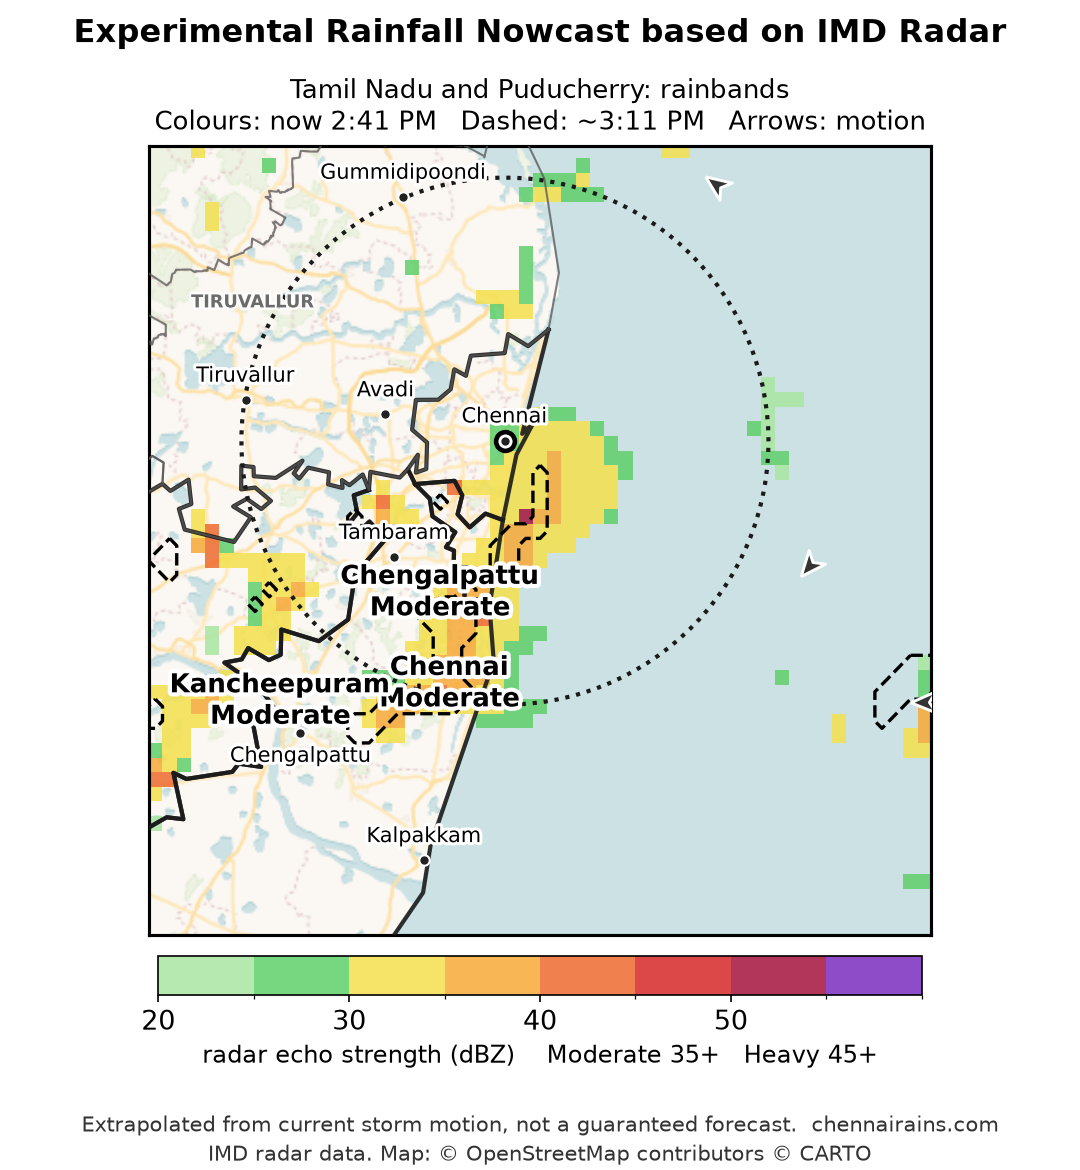 Experimental Rainfall Nowcast based on IMD Radar
Tamil Nadu and Puducherry: rainbands
Colours: now 2:41 PM   Dashed: ~3:11 PM   Arrows: motion
Gummidipoondi
TIRUVALLUR
Tiruvallur
Avadi
Chennai
Tambaram
Chengalpattu
Moderate
Chennai
Moderate
Kancheepuram
Moderate
Chengalpattu
Kalpakkam
20 30 40 50
radar echo strength (dBZ)    Moderate 35+   Heavy 45+
Extrapolated from current storm motion, not a guaranteed forecast.  chennairains.com
IMD radar data. Map: © OpenStreetMap contributors © CARTO